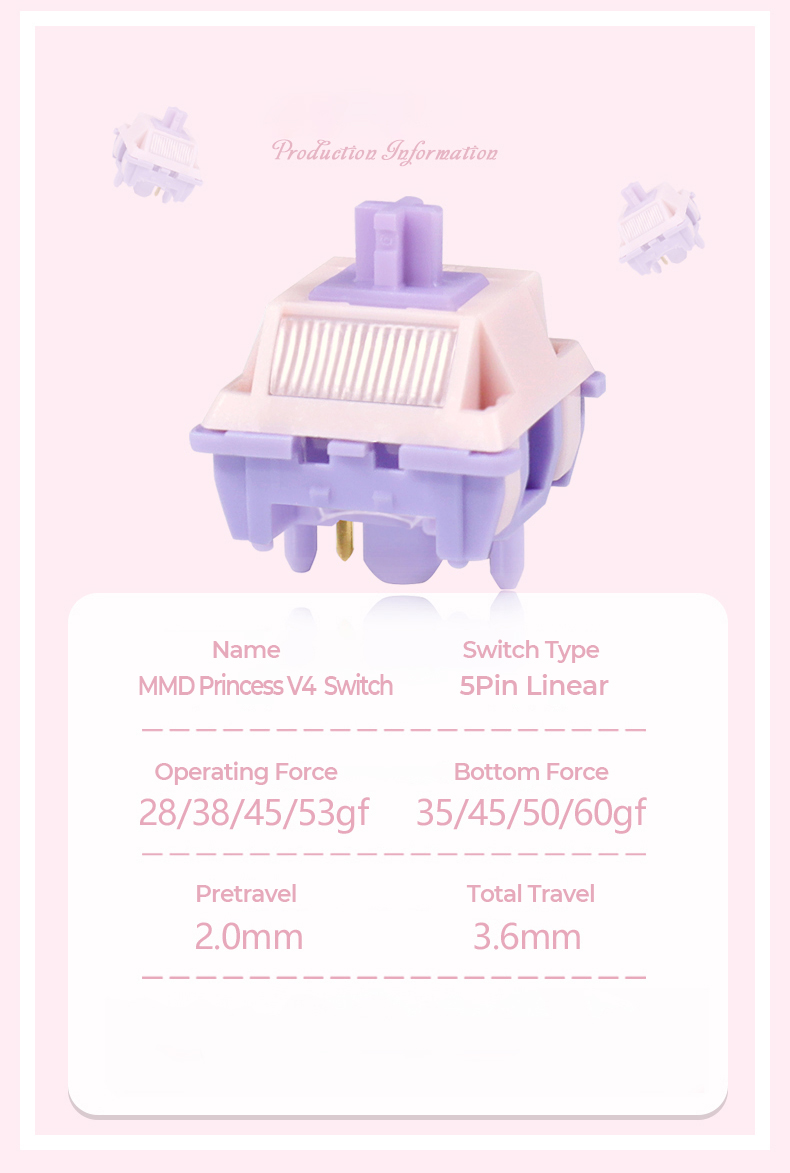 Production Information
Name
Switch Type
MMD Princess V4 Switch
5Pin Linear
Operating Force
Bottom Force
28/38/45/53gf
35/45/50/60gf
Pretravel
Total Travel
2.0mm
3.6mm